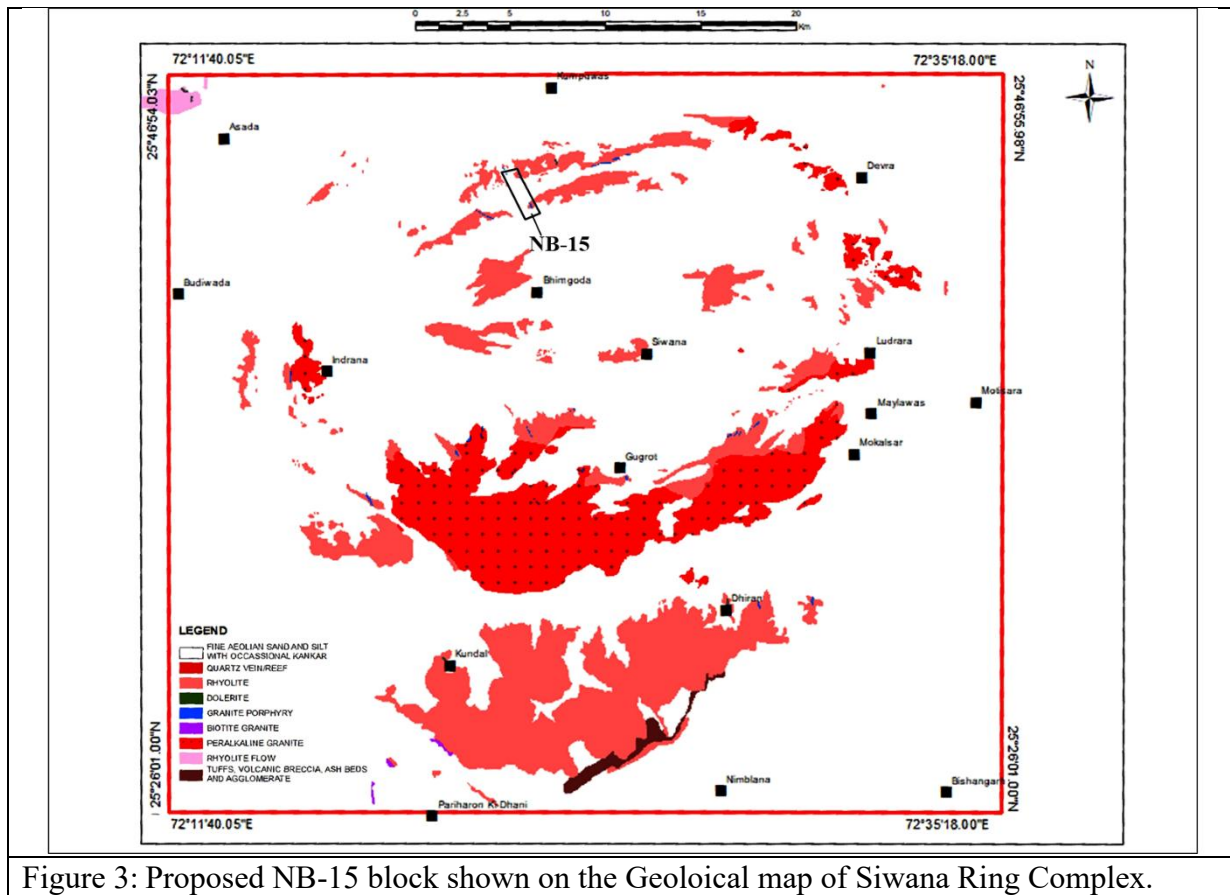 0 2.5 5 10 15 20
Km
72°11'40.05"E 72°35'18.00"E
N
25°46'54.03"N
25°46'55.98"N
Kumpawas
Asada
Devra
NB-15
Budiwada
Bhimgoda
Siwana
Ludrara
Indrana
Motisara
Maylawas
Mokalsar
Gugrot
Dhiran
LEGEND
FINE AEOLIAN SAND AND SILT
WITH OCCASSIONAL KANKAR
QUARTZ VEIN/REEF
RHYOLITE
DOLERITE
GRANITE PORPHYRY
BIOTITE GRANITE
PERALKALINE GRANITE
RHYOLITE FLOW
TUFFS, VOLCANIC BRECCIA, ASH BEDS
AND AGGLOMERATE
Kundal
25°26'01.00"N
25°26'01.00"N
Nimblana
Bishangarh
Pariharon Ki Dhani
72°11'40.05"E 72°35'18.00"E
Figure 3: Proposed NB-15 block shown on the Geoloical map of Siwana Ring Complex.